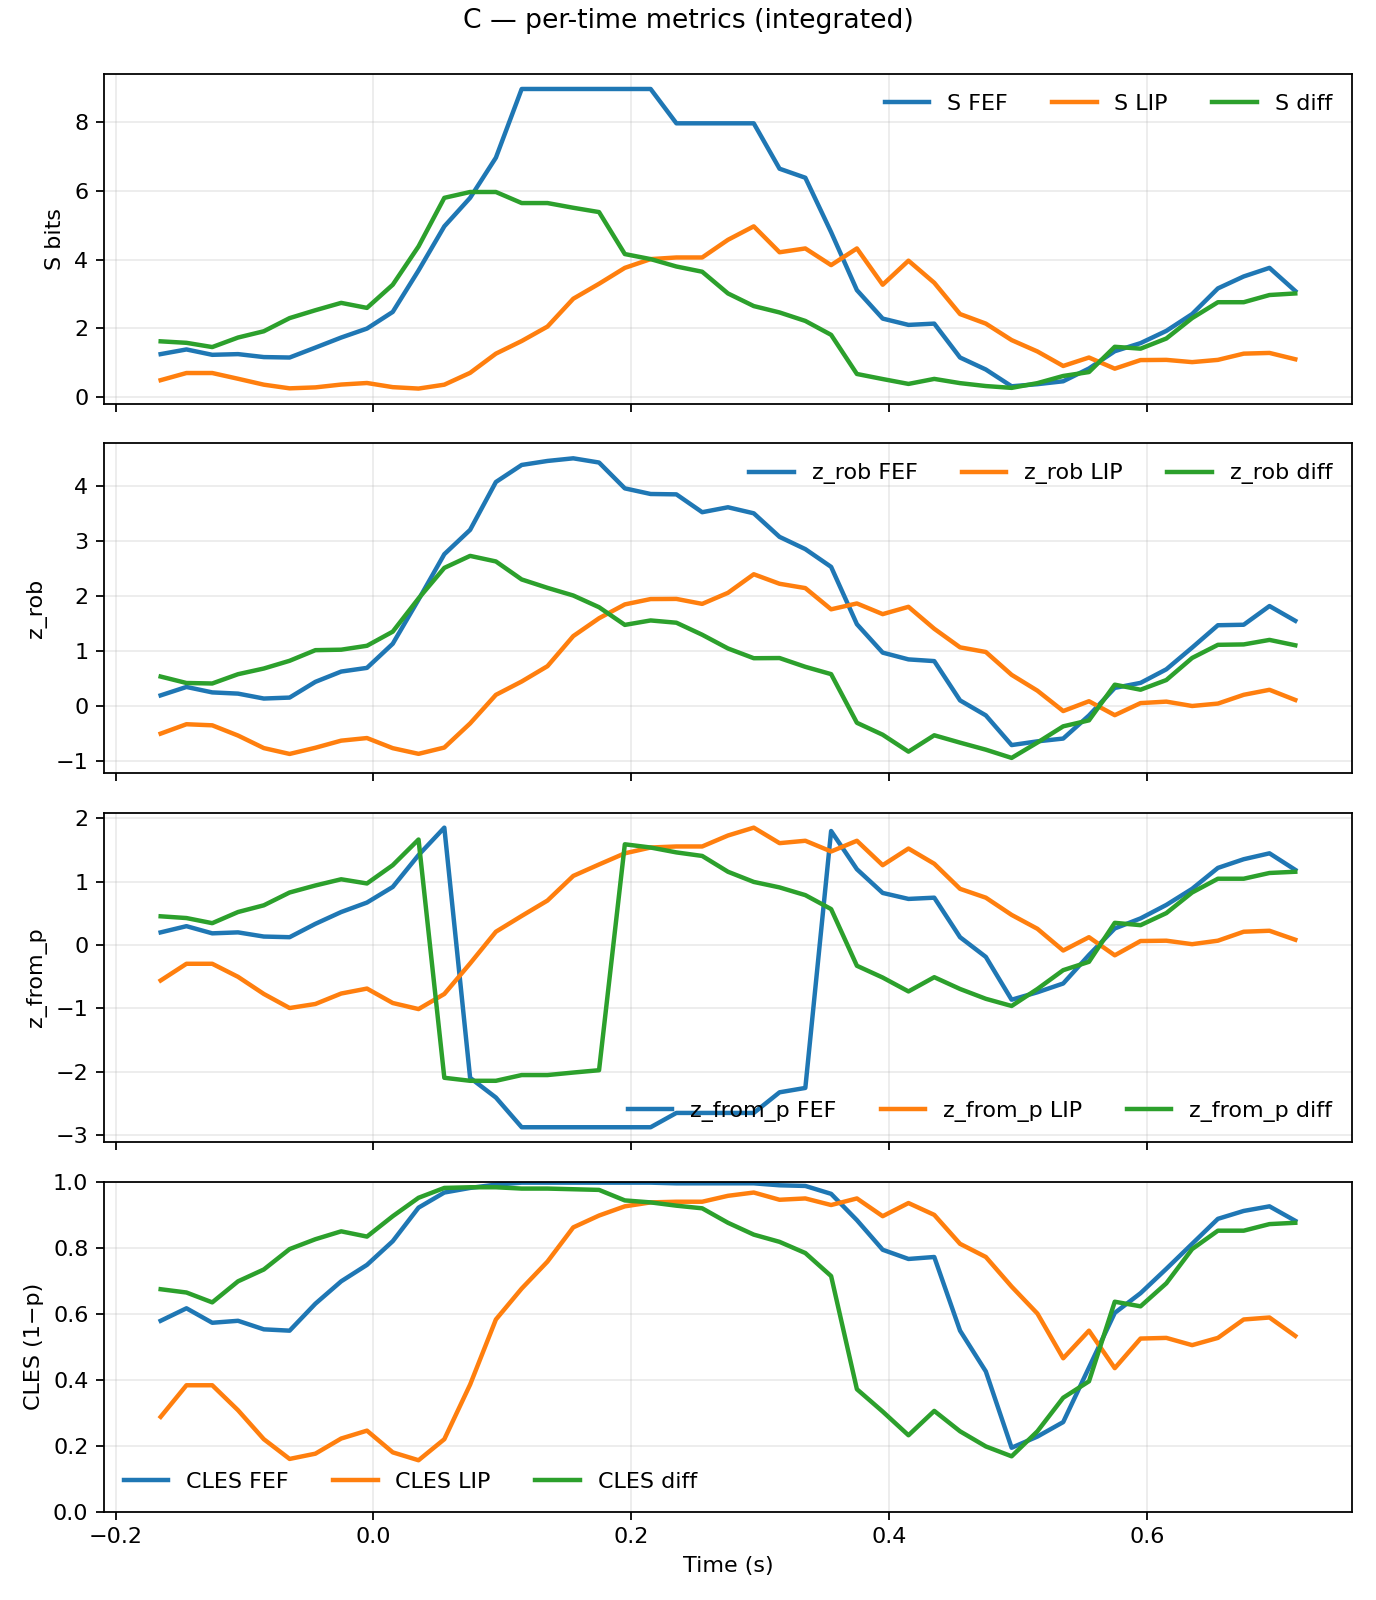 C — per-time metrics (integrated)
S FEF S LIP S diff
8
6
4
2
0
S bits
z_rob FEF z_rob LIP z_rob diff
4
3
2
1
0
−1
z_rob
2
1
0
−1
−2
−3
z_from_p
z_from_p FEF z_from_p LIP z_from_p diff
1.0
0.8
0.6
0.4
0.2
0.0
CLES (1−p)
CLES FEF CLES LIP CLES diff
−0.2 0.0 0.2 0.4 0.6
Time (s)